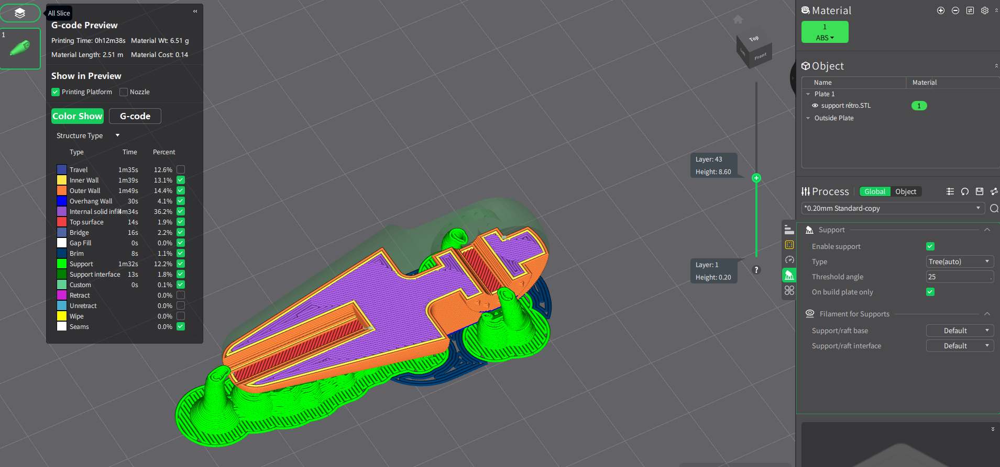 All Slice
«
1
G-code Preview
Printing Time: 0h12m38s Material Wt: 6.51 g
Material Length: 2.51 m Material Cost: 0.14
Show in Preview
Printing Platform Nozzle
Color Show G-code
Structure Type
Type Time Percent
Travel 1m35s 12.6%
Inner Wall 1m39s 13.1%
Outer Wall 1m49s 14.4%
Overhang Wall 30s 4.1%
Internal solid infill 4m34s 36.2%
Top surface 14s 1.9%
Bridge 16s 2.2%
Gap Fill 0s 0.0%
Brim 8s 1.1%
Support 1m32s 12.2%
Support interface 13s 1.8%
Custom 0s 0.1%
Retract 0.0%
Unretract 0.0%
Wipe 0.0%
Seams 0.0%
Top
Left Front
Layer: 43
Height: 8.60
Layer: 1
Height: 0.20
?
Material
1
ABS
Object
Name Material
Plate 1
support rétro.STL 1
Outside Plate
Process Global Object
*0.20mm Standard-copy
Support
Enable support
Type Tree(auto)
Threshold angle 25
On build plate only
Filament for Supports
Support/raft base Default
Support/raft interface Default